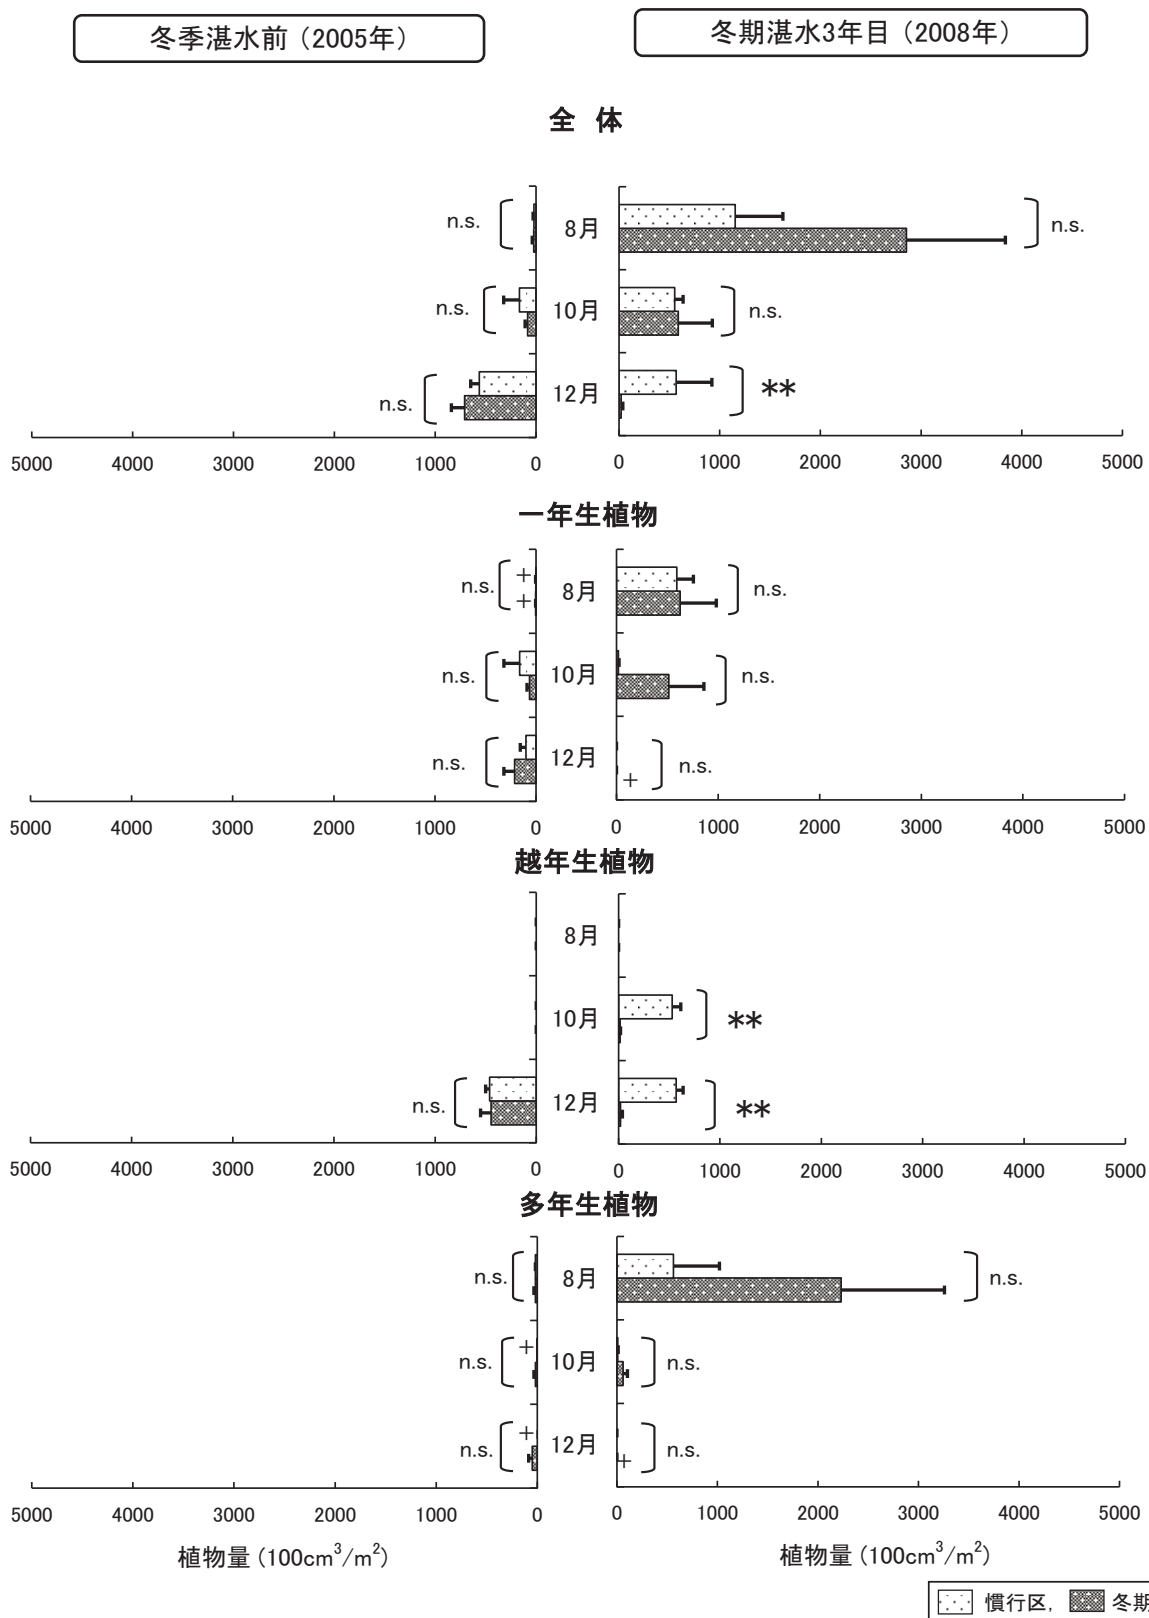 冬季湛水前（2005年）
冬期湛水3年目（2008年）
全 体
n.s. 8月 n.s.
n.s. 10月 n.s.
n.s. 12月 **
5000 4000 3000 2000 1000 0 0 1000 2000 3000 4000 5000
一年生植物
n.s. + + 8月 n.s.
n.s. 10月 n.s.
n.s. 12月 + n.s.
5000 4000 3000 2000 1000 0 0 1000 2000 3000 4000 5000
越年生植物
8月
10月 **
n.s. 12月 **
5000 4000 3000 2000 1000 0 0 1000 2000 3000 4000 5000
多年生植物
n.s. 8月 n.s.
n.s. + 10月 n.s.
n.s. + 12月 + n.s.
5000 4000 3000 2000 1000 0 0 1000 2000 3000 4000 5000
植物量 (100cm³/m²) 植物量 (100cm³/m²)
慣行区, 冬期